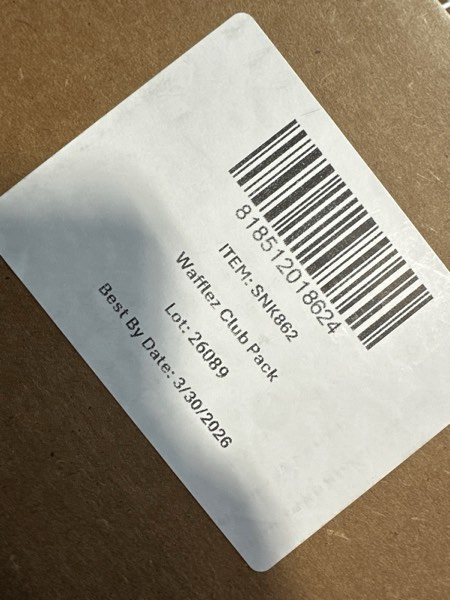 818512018624
ITEM: SNK862
Wafflez Club Pack
Lot: 26089
Best By Date: 3/30/2026